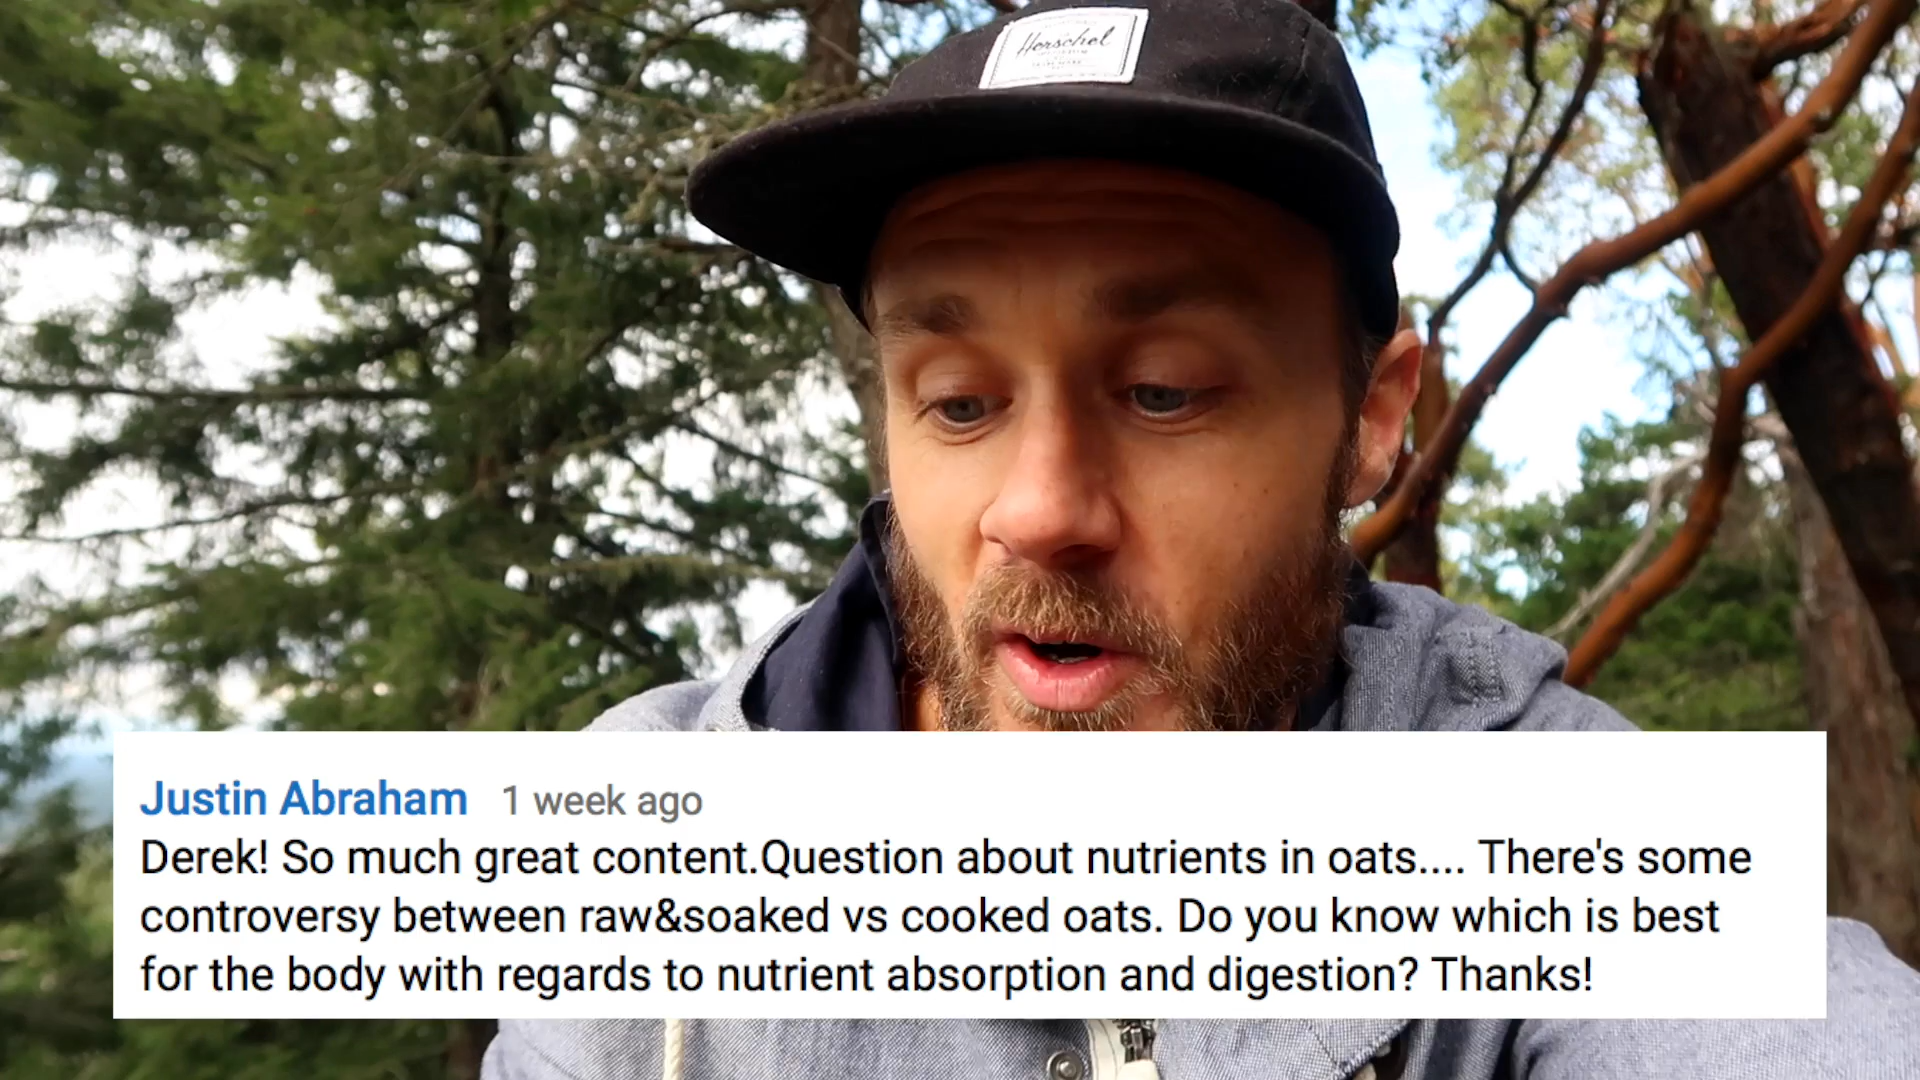 Herschel
Justin Abraham 1 week ago
Derek! So much great content.Question about nutrients in oats.... There's some
controversy between raw&soaked vs cooked oats. Do you know which is best
for the body with regards to nutrient absorption and digestion? Thanks!